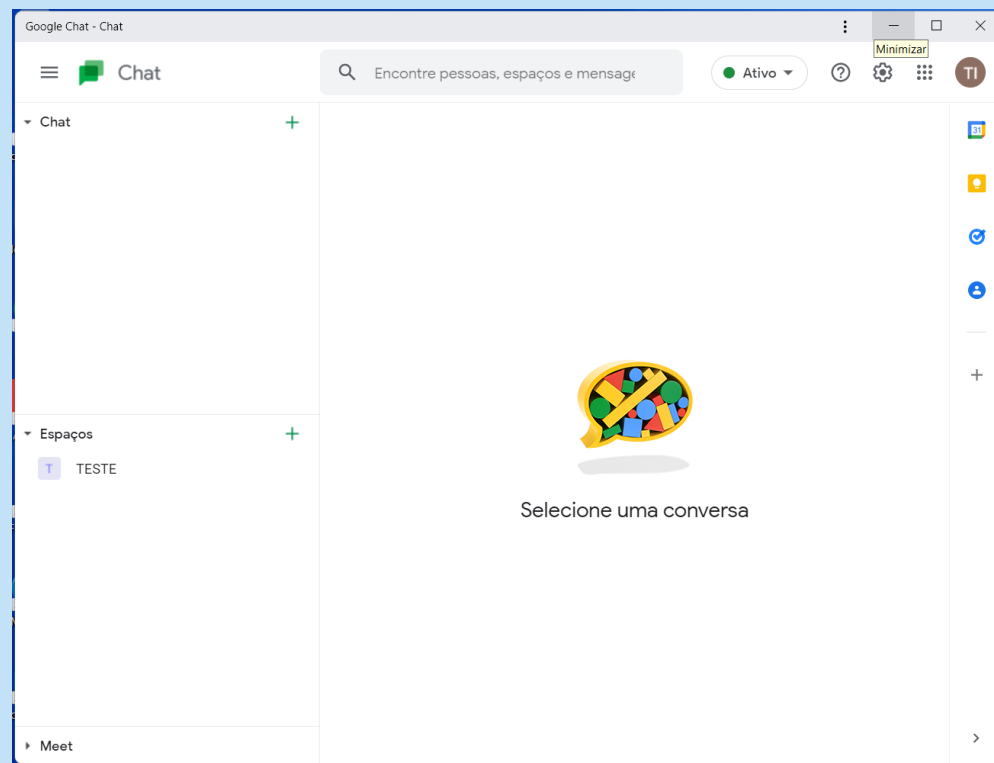 Google Chat - Chat
Minimizar
Chat
Encontre pessoas, espaços e mensage
Ativo
TI
Chat
31
Espaços
T TESTE
Selecione uma conversa
Meet